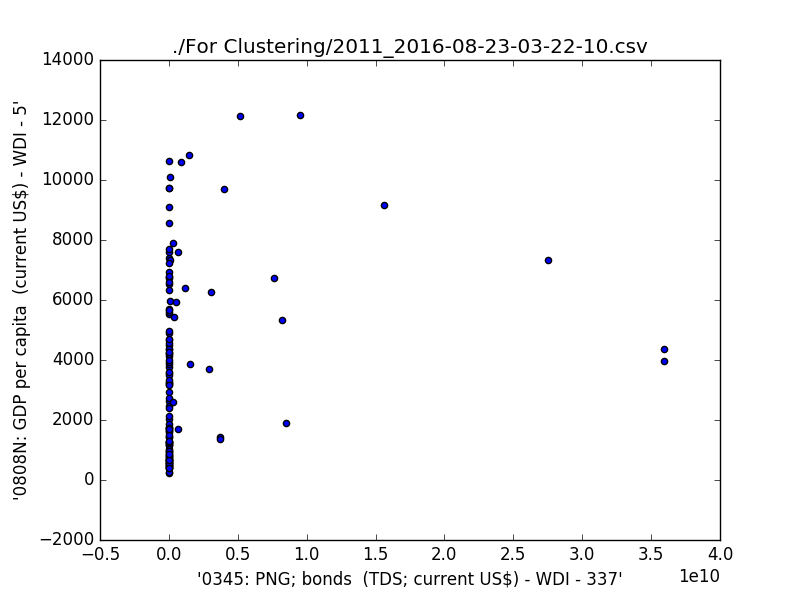 ./For Clustering/2011_2016-08-23-03-22-10.csv
14000
12000
10000
8000
6000
4000
2000
0
−2000
'0808N: GDP per capita  (current US$) - WDI - 5'
−0.5 0.0 0.5 1.0 1.5 2.0 2.5 3.0 3.5 4.0
1e10
'0345: PNG; bonds  (TDS; current US$) - WDI - 337'